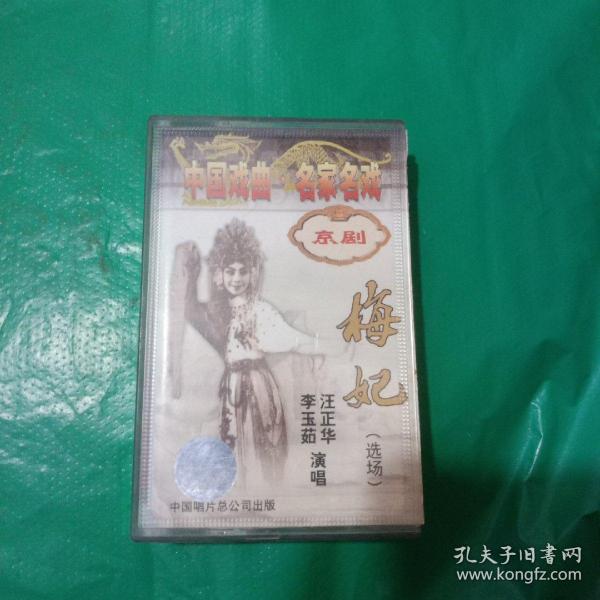 中国戏曲 名家名戏
京剧
梅妃
(选场)
汪正华
李玉茹
演唱
中国唱片总公司出版
孔夫子旧书网
www.kongfz.com